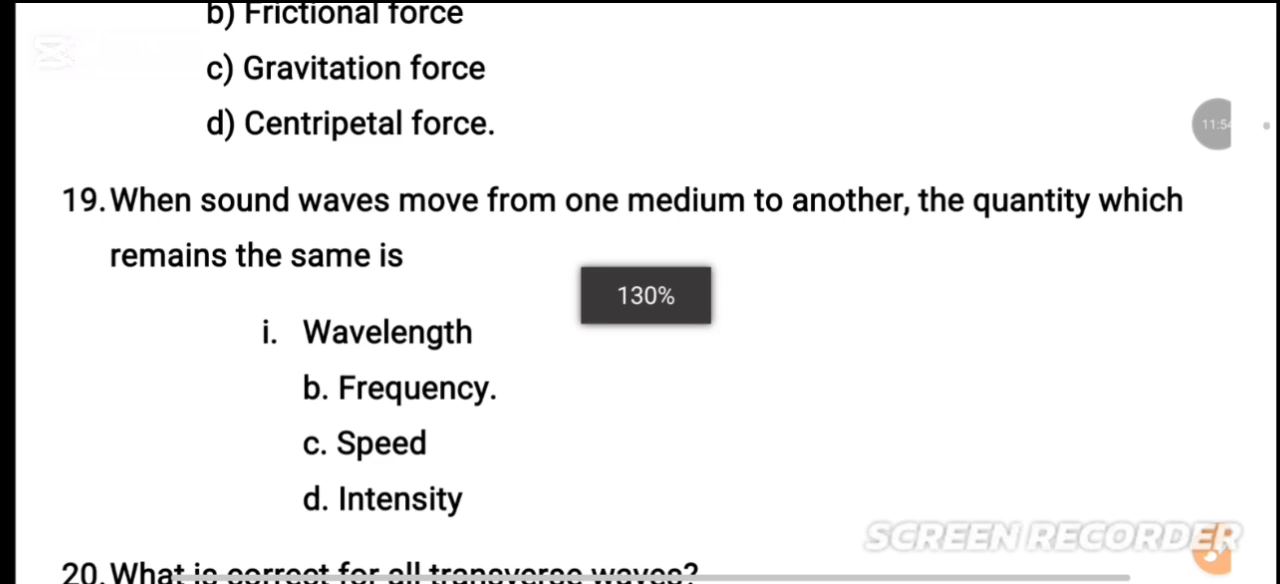 b) Frictional force
c) Gravitation force
d) Centripetal force.
11:54
19. When sound waves move from one medium to another, the quantity which
remains the same is
130%
i. Wavelength
b. Frequency.
c. Speed
d. Intensity
SCREEN RECORDER
20. What is correct for all transverse waves?